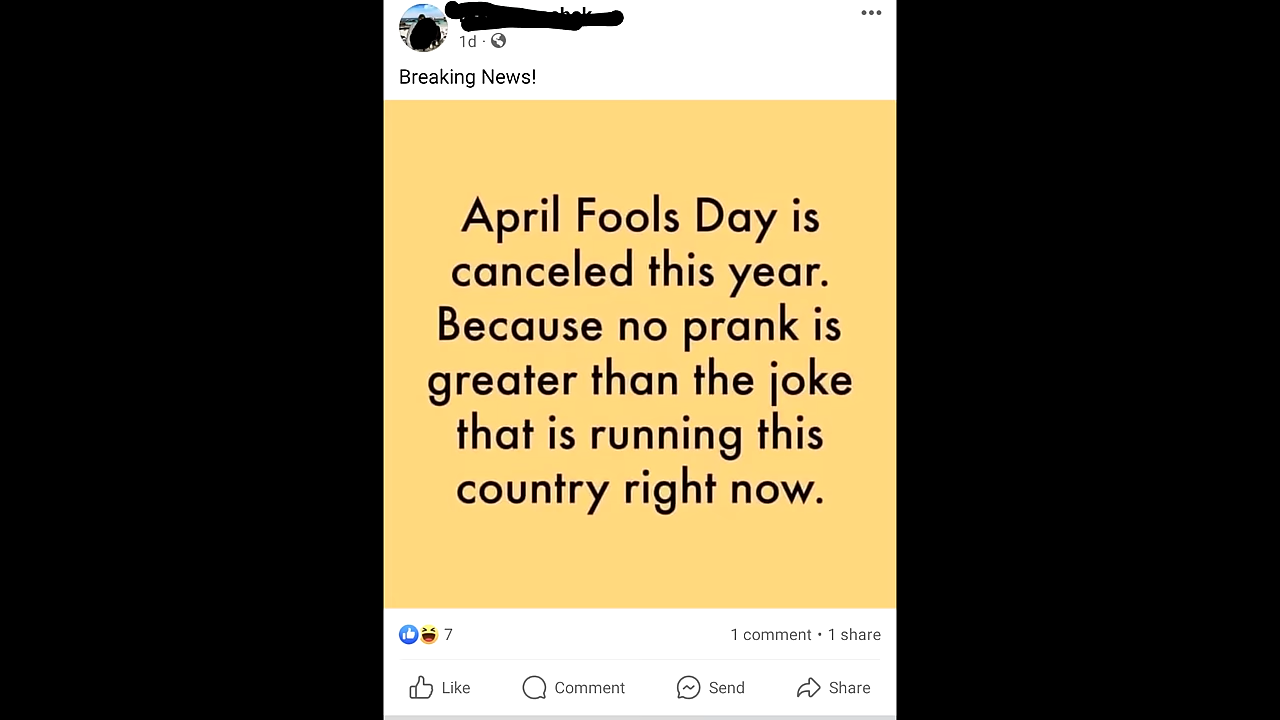 1d ·
Breaking News!
April Fools Day is
canceled this year.
Because no prank is
greater than the joke
that is running this
country right now.
7
1 comment • 1 share
Like
Comment
Send
Share